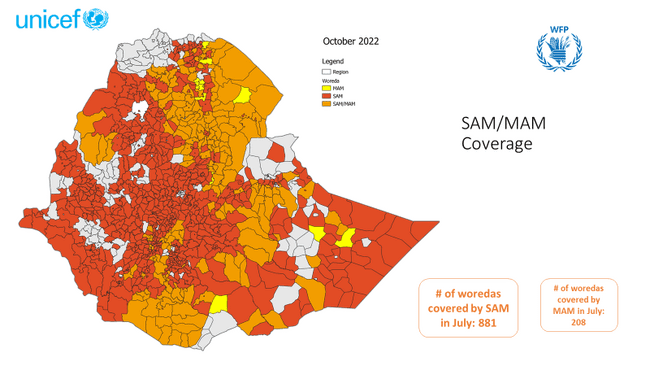 unicef
October 2022
WFP
Legend
Region
Woreda
MAM
SAM
SAM/MAM
SAM/MAM
Coverage
# of woredas
covered by SAM
in July: 881
# of woredas
covered by
MAM in July:
208